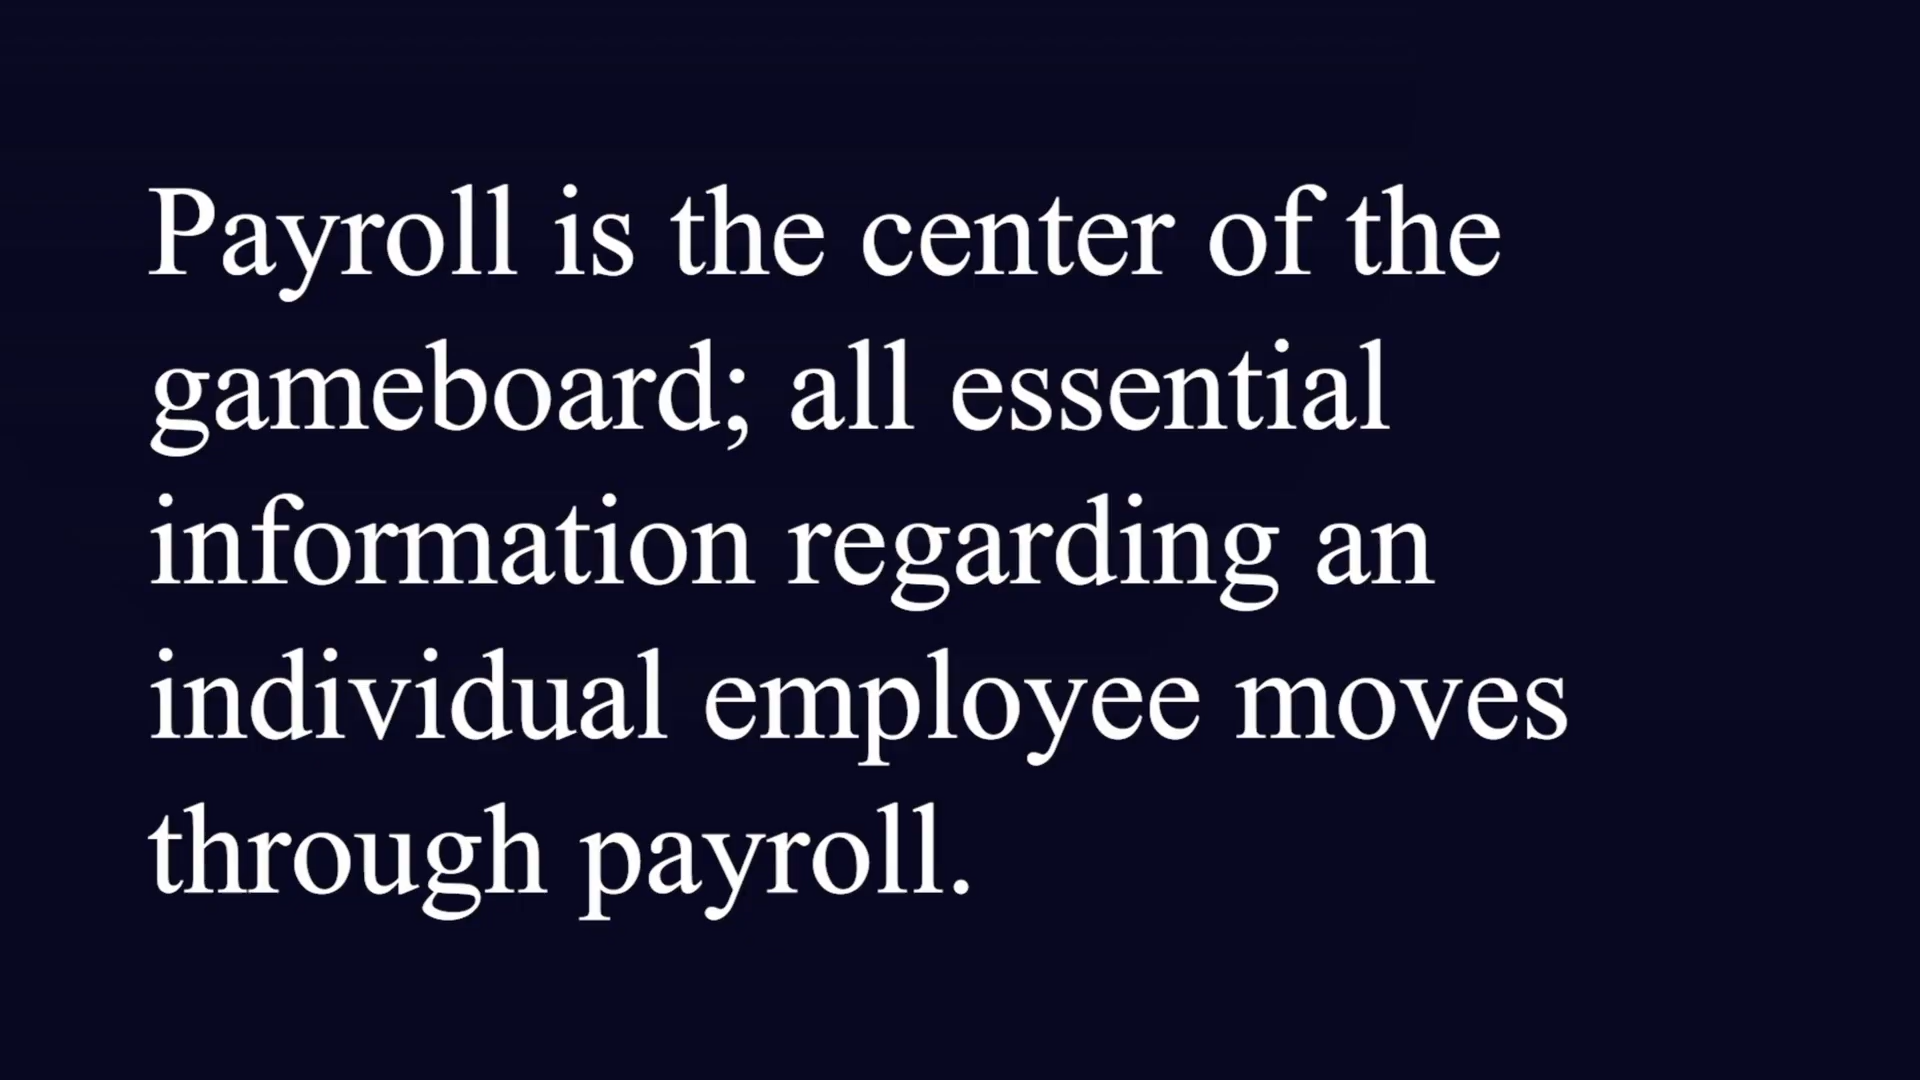 Payroll is the center of the
gameboard; all essential
information regarding an
individual employee moves
through payroll.